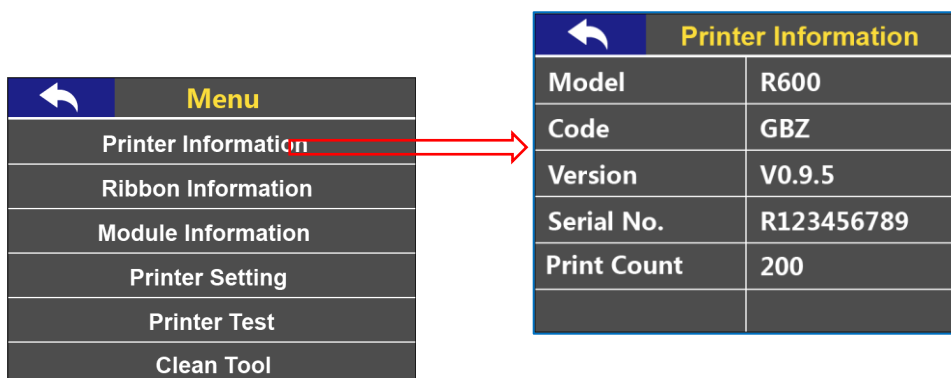 Menu
Printer Information
Ribbon Information
Module Information
Printer Setting
Printer Test
Clean Tool
Printer Information
Model R600
Code GBZ
Version V0.9.5
Serial No. R123456789
Print Count 200